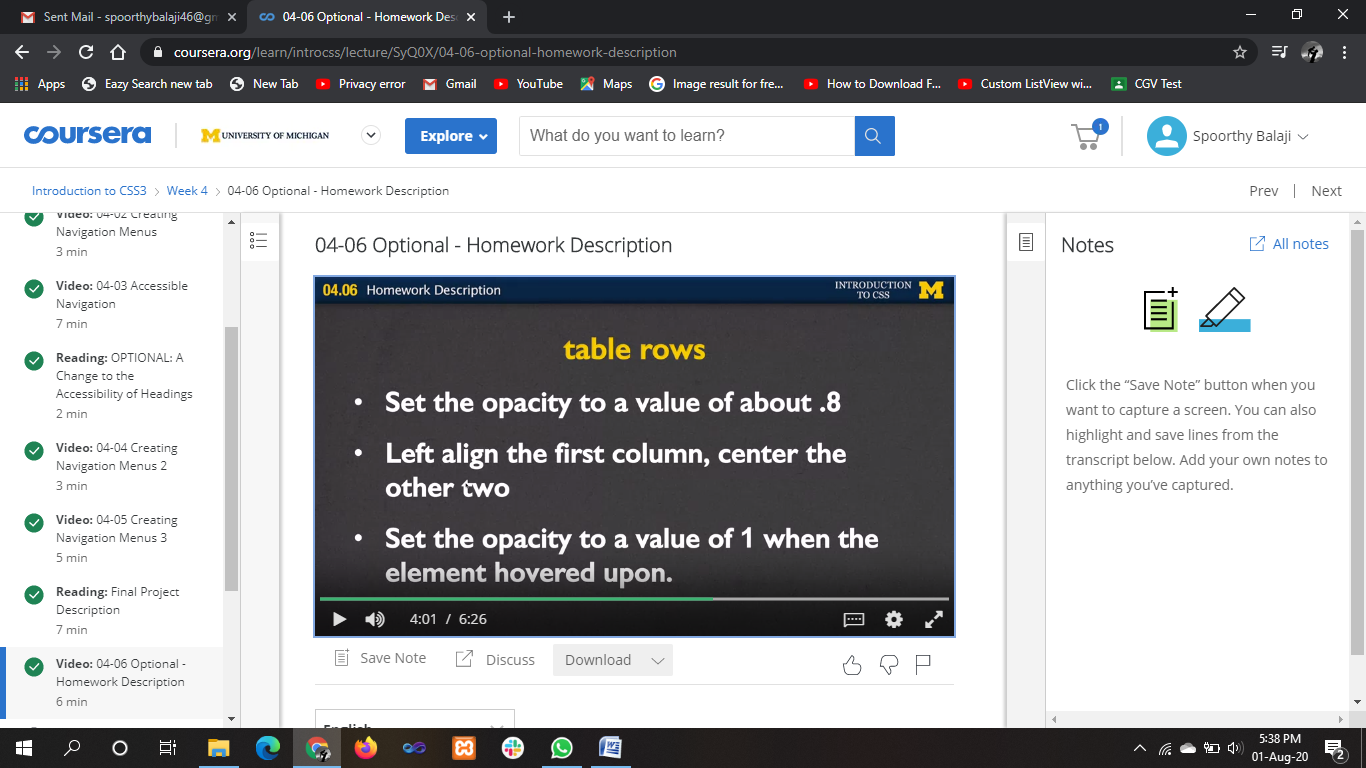 Sent Mail - spoorthybalaji46@gm
04-06 Optional - Homework Des
coursera.org/learn/introcss/lecture/SyQ0X/04-06-optional-homework-description
Apps
Eazy Search new tab
New Tab
Privacy error
Gmail
YouTube
Maps
Image result for fre...
How to Download F...
Custom ListView wi...
CGV Test
coursera
UNIVERSITY OF MICHIGAN
Explore
What do you want to learn?
1
Spoorthy Balaji
Introduction to CSS3 > Week 4 > 04-06 Optional - Homework Description
Prev | Next
Video: 04-02 Creating
Navigation Menus
3 min
Video: 04-03 Accessible
Navigation
7 min
Reading: OPTIONAL: A
Change to the
Accessibility of Headings
2 min
Video: 04-04 Creating
Navigation Menus 2
3 min
Video: 04-05 Creating
Navigation Menus 3
5 min
Reading: Final Project
Description
7 min
Video: 04-06 Optional -
Homework Description
6 min
04-06 Optional - Homework Description
04.06 Homework Description
INTRODUCTION
TO CSS
M
table rows
• Set the opacity to a value of about .8
• Left align the first column, center the
other two
• Set the opacity to a value of 1 when the
element hovered upon.
4:01 / 6:26
Save Note
Discuss
Download
English
Notes
All notes
Click the “Save Note” button when you
want to capture a screen. You can also
highlight and save lines from the
transcript below. Add your own notes to
anything you’ve captured.
5:38 PM
01-Aug-20
2